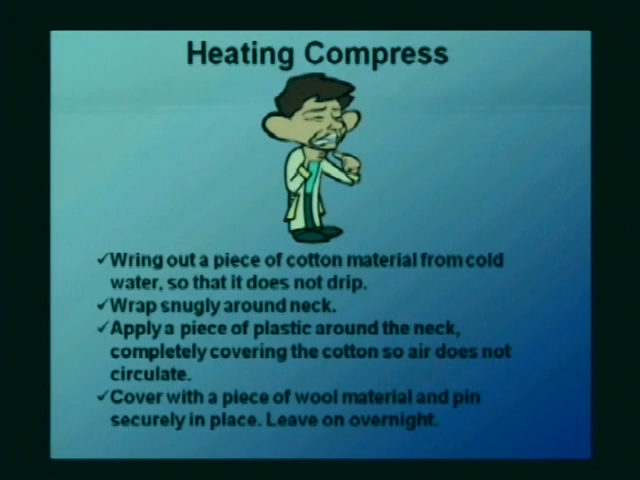 Heating Compress
✓Wring out a piece of cotton material from cold
water, so that it does not drip.
✓Wrap snugly around neck.
✓Apply a piece of plastic around the neck,
completely covering the cotton so air does not
circulate.
✓Cover with a piece of wool material and pin
securely in place. Leave on overnight.